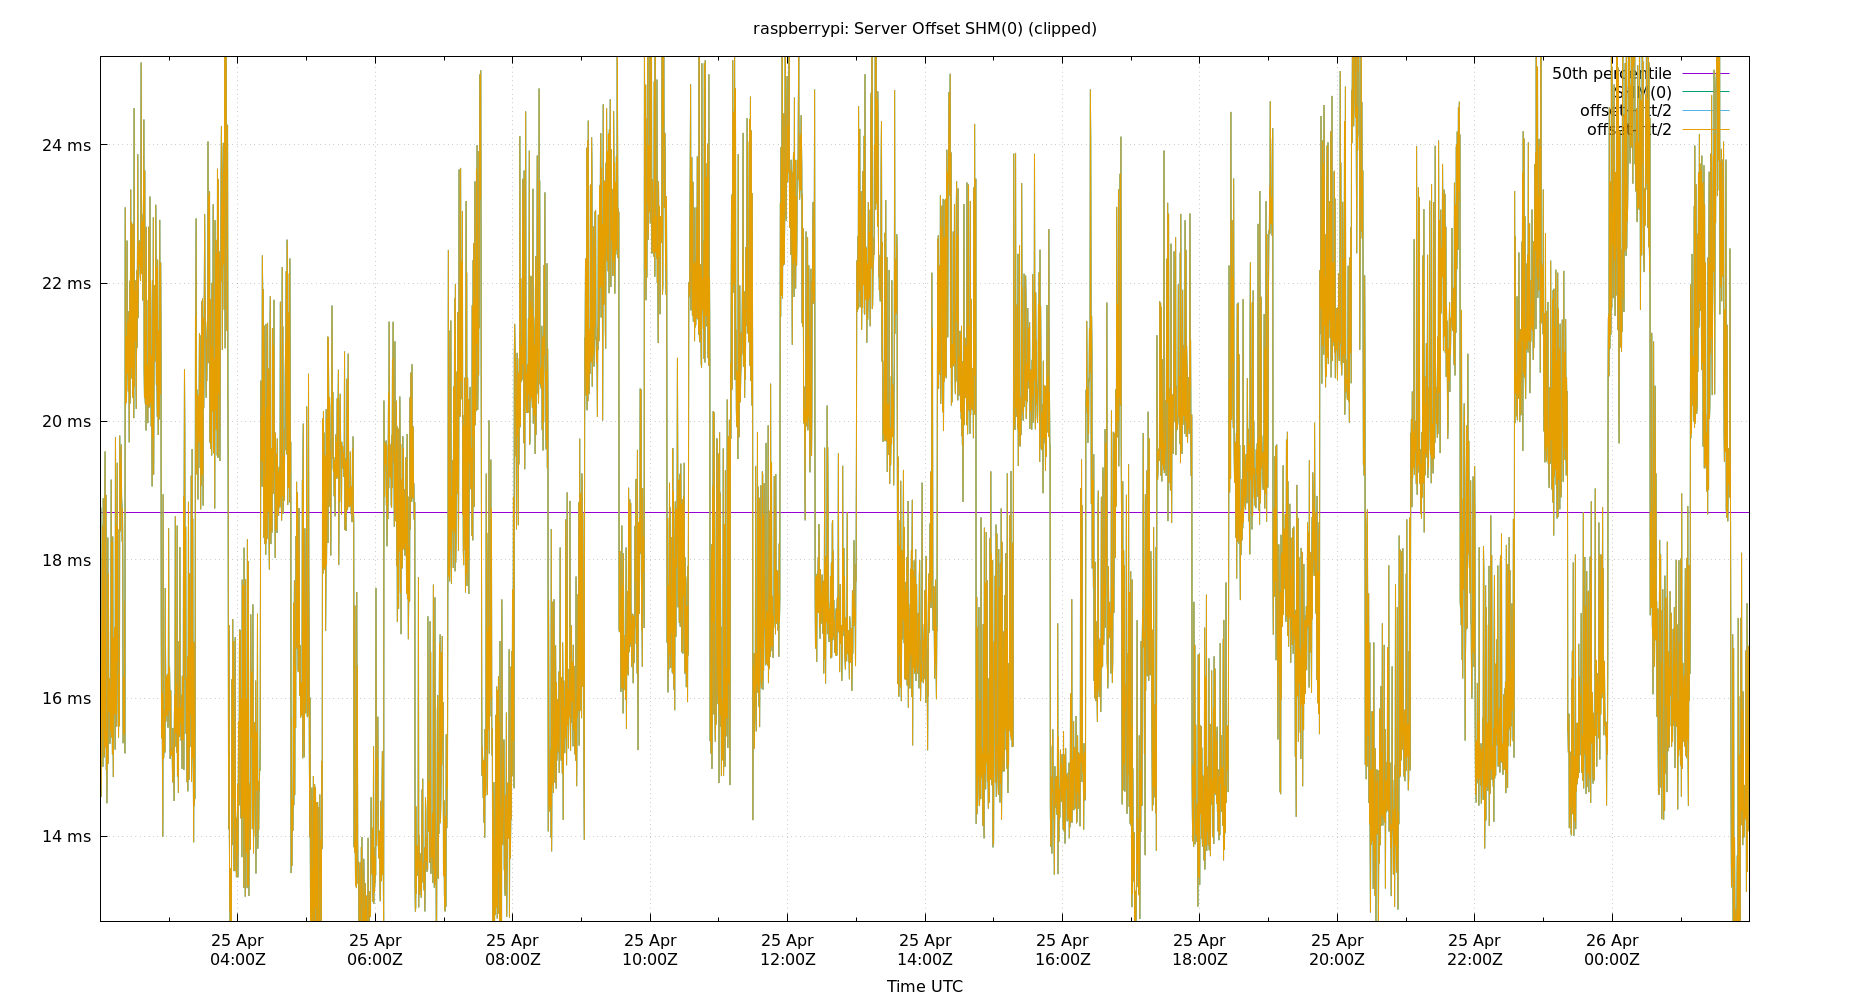 raspberrypi: Server Offset SHM(0) (clipped)
50th percentile
SHM(0)
offset-rtt/2
offset+rtt/2
24 ms
22 ms
20 ms
18 ms
16 ms
14 ms
25 Apr 25 Apr 25 Apr 25 Apr 25 Apr 25 Apr 25 Apr 25 Apr 25 Apr 25 Apr 26 Apr
04:00Z 06:00Z 08:00Z 10:00Z 12:00Z 14:00Z 16:00Z 18:00Z 20:00Z 22:00Z 00:00Z
Time UTC